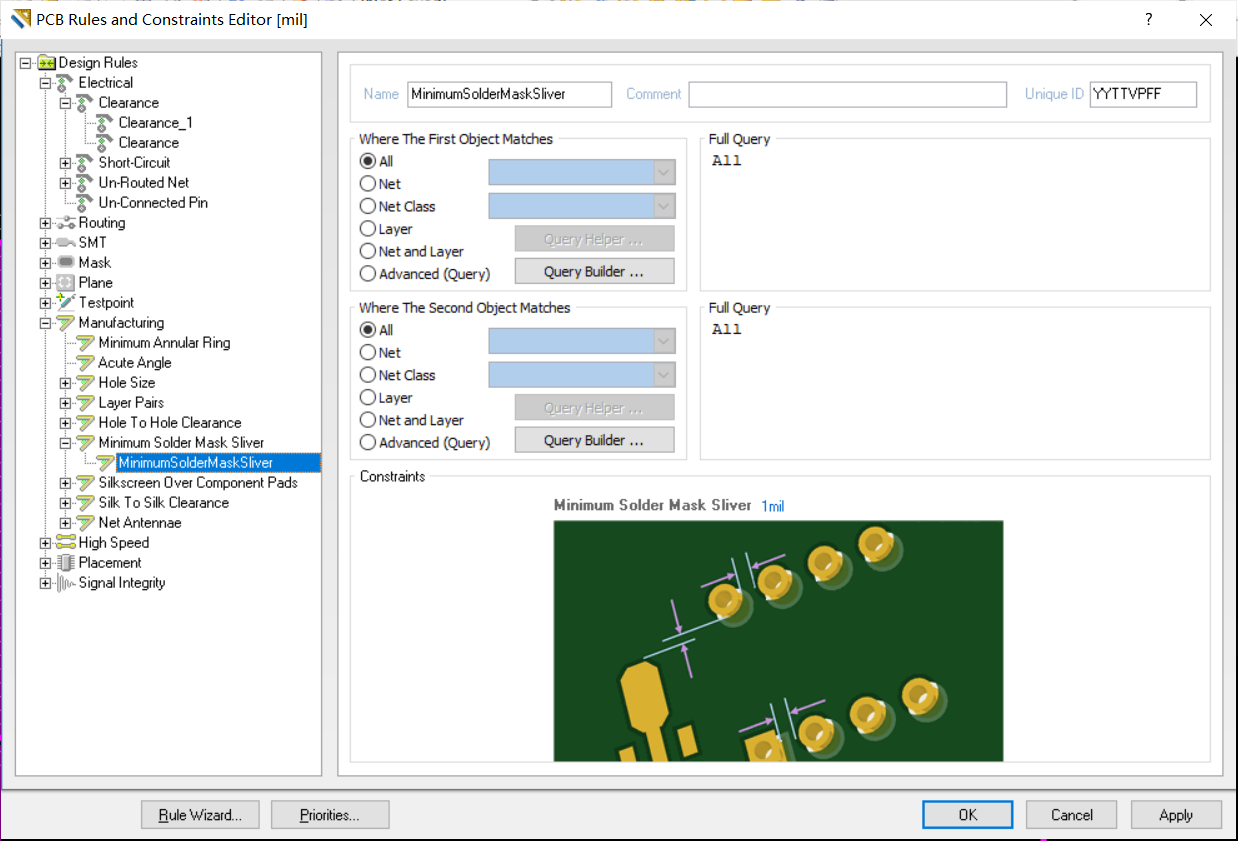 PCB Rules and Constraints Editor [mil]
?
Design Rules
Electrical
Clearance
Clearance_1
Clearance
Short-Circuit
Un-Routed Net
Un-Connected Pin
Routing
SMT
Mask
Plane
Testpoint
Manufacturing
Minimum Annular Ring
Acute Angle
Hole Size
Layer Pairs
Hole To Hole Clearance
Minimum Solder Mask Sliver
MinimumSolderMaskSliver
Silkscreen Over Component Pads
Silk To Silk Clearance
Net Antennae
High Speed
Placement
Signal Integrity
Name MinimumSolderMaskSliver Comment Unique ID YYTTVPFF
Where The First Object Matches
All
Net
Net Class
Layer
Net and Layer
Advanced (Query)
Query Helper ...
Query Builder ...
Full Query
All
Where The Second Object Matches
All
Net
Net Class
Layer
Net and Layer
Advanced (Query)
Query Helper ...
Query Builder ...
Full Query
All
Constraints
Minimum Solder Mask Sliver 1mil
Rule Wizard... Priorities... OK Cancel Apply